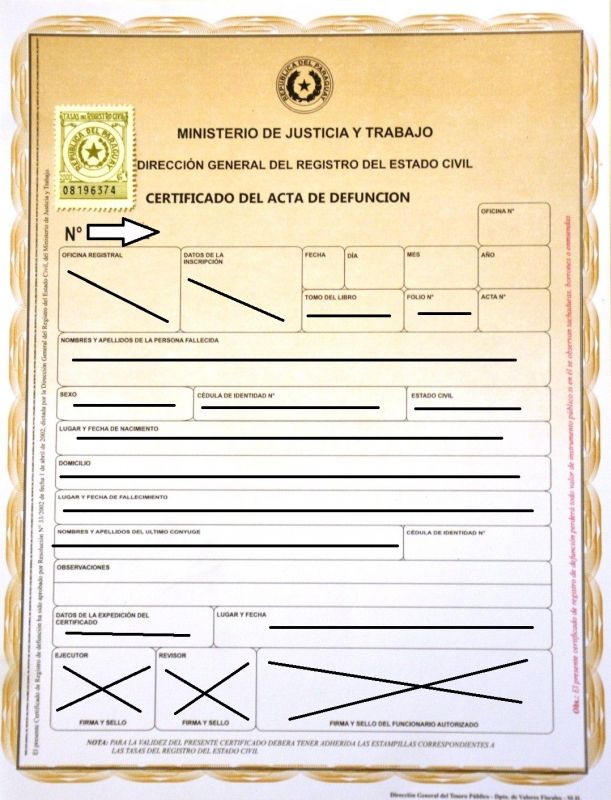 REPUBLICA DEL PARAGUAY
TASAS DEL REGISTRO CIVIL
REPUBLICA DEL PARAGUAY
08196374
MINISTERIO DE JUSTICIA Y TRABAJO
DIRECCIÓN GENERAL DEL REGISTRO DEL ESTADO CIVIL
CERTIFICADO DEL ACTA DE DEFUNCION
OFICINA N°
N°
OFICINA REGISTRAL
DATOS DE LA
INSCRIPCIÓN
FECHA
DÍA
MES
AÑO
TOMO DEL LIBRO
FOLIO N°
ACTA N°
NOMBRES Y APELLIDOS DE LA PERSONA FALLECIDA
SEXO
CÉDULA DE IDENTIDAD N°
ESTADO CIVIL
LUGAR Y FECHA DE NACIMIENTO
DOMICILIO
LUGAR Y FECHA DE FALLECIMIENTO
NOMBRES Y APELLIDOS DEL ULTIMO CONYUGE
CÉDULA DE IDENTIDAD N°
OBSERVACIONES
DATOS DE LA EXPEDICIÓN DEL
CERTIFICADO
LUGAR Y FECHA
EJECUTOR
REVISOR
FIRMA Y SELLO
FIRMA Y SELLO
FIRMA Y SELLO DEL FUNCIONARIO AUTORIZADO
NOTA: PARA LA VALIDEZ DEL PRESENTE CERTIFICADO DEBERA TENER ADHERIDA LAS ESTAMPILLAS CORRESPONDIENTES A
LAS TASAS DEL REGISTRO DEL ESTADO CIVIL.
El presente Certificado de Registro de defunción ha sido aprobado por Resolución N° 33/2002 de fecha 1 de abril de 2002, dictada por la Dirección General del Registro del Estado Civil, del Ministerio de Justicia y Trabajo.
Obs.: El presente certificado de registro de defunción perderá todo valor de instrumento público si en él se observan tachaduras, borrones o enmiendas
Dirección General del Tesoro Público - Dpto. de Valores Fiscales - M.H.